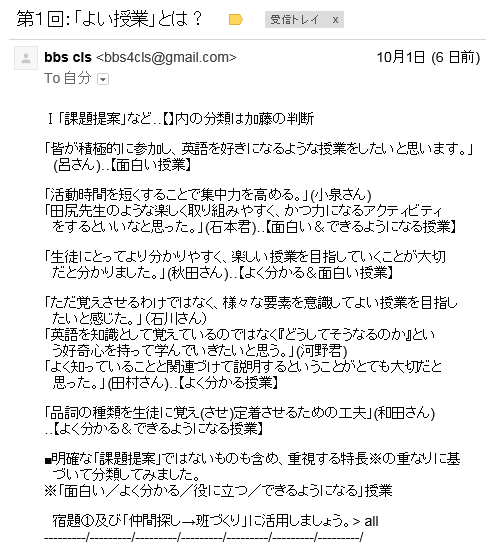 第1回:「よい授業」とは？ 受信トレイ x
bbs cls <bbs4cls@gmail.com> 10月1日 (6 日前)
To 自分
Ⅰ「課題提案」など‥【】内の分類は加藤の判断
「皆が積極的に参加し、英語を好きになるような授業をしたいと思います。」
(呂さん)‥【面白い授業】
「活動時間を短くすることで集中力を高める。」(小泉さん)
「田尻先生のような楽しく取り組みやすく、かつ力になるアクティビティ
をするといいなと思った。」(石本君)‥【面白い＆できるようになる授業】
「生徒にとってより分かりやすく、楽しい授業を目指していくことが大切
だと分かりました。」(秋田さん)‥【よく分かる＆面白い授業】
「ただ覚えさせるわけではなく、様々な要素を意識してよい授業を目指し
たいと感じた。」（石川さん）
「英語を知識として覚えているのではなく『どうしてそうなるのか』とい
う好奇心を持って学んでいきたいと思う。」(河野君)
「よく知っていることと関連づけて説明するということがとても大切だと
思った。」(田村さん)‥【よく分かる授業】
「品詞の種類を生徒に覚え(させ)定着させるための工夫」(和田さん)
‥【よく分かる＆できるようになる授業】
■明確な「課題提案」ではないものも含め、重視する特長※の重なりに基
づいて分類してみました。
※「面白い／よく分かる／役に立つ／できるようになる」授業
宿題①及び「仲間探し→班づくり」に活用しましょう。> all
---------/---------/---------/---------/---------/---------/---------/